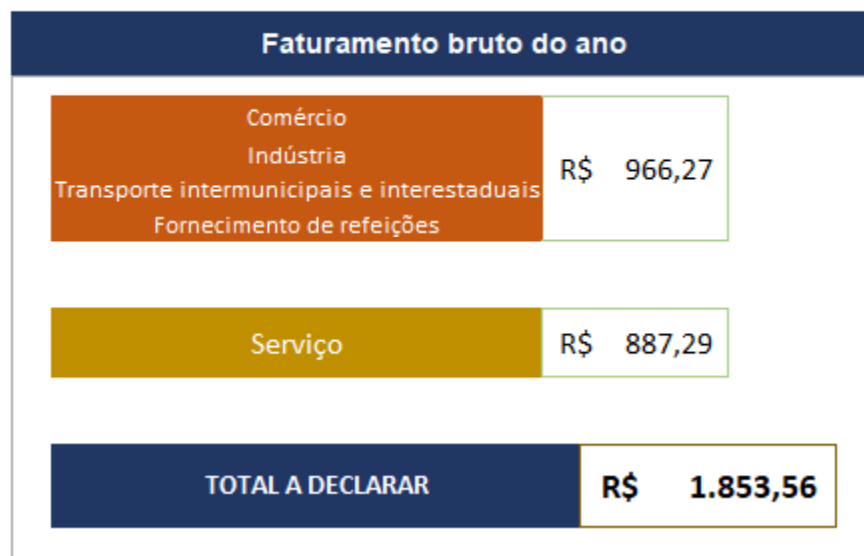 Faturamento bruto do ano
Comércio
Indústria
Transporte intermunicipais e interestaduais
Fornecimento de refeições
R$ 966,27
Serviço R$ 887,29
TOTAL A DECLARAR R$ 1.853,56